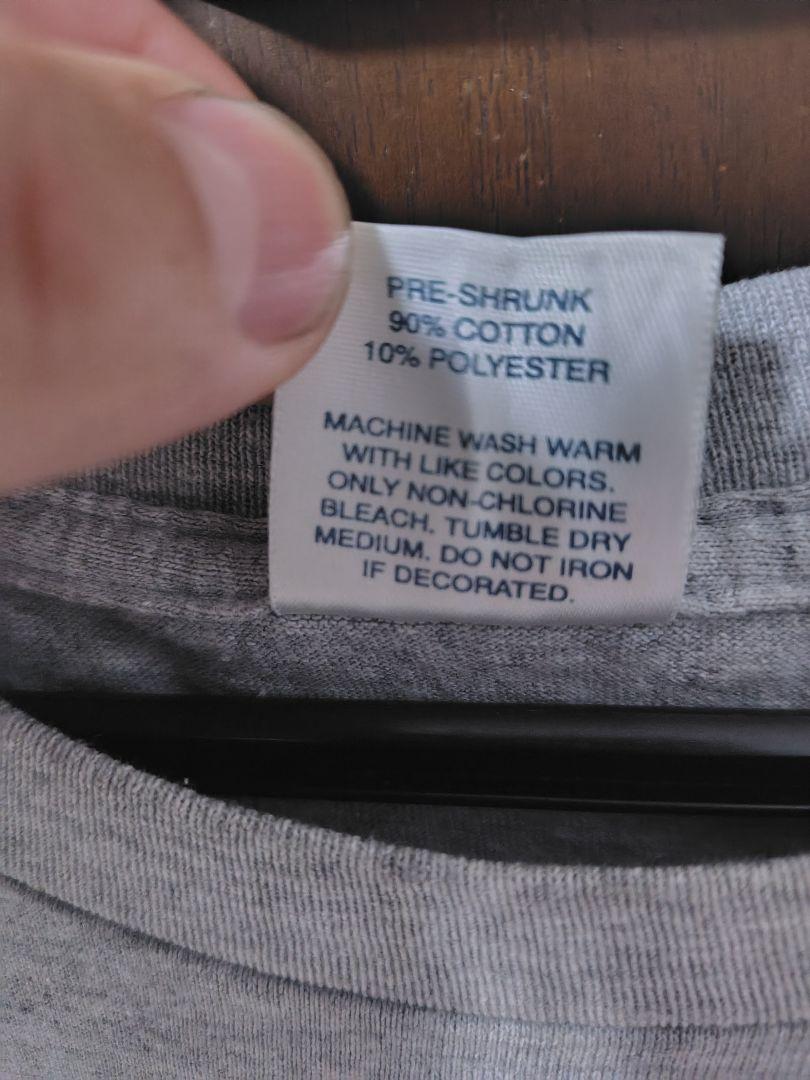 PRE-SHRUNK
90% COTTON
10% POLYESTER
MACHINE WASH WARM
WITH LIKE COLORS.
ONLY NON-CHLORINE
BLEACH. TUMBLE DRY
MEDIUM. DO NOT IRON
IF DECORATED.